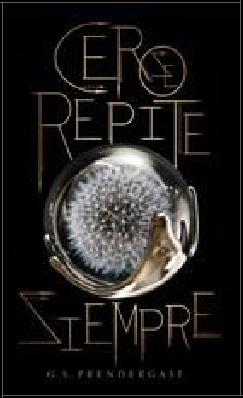 CERO
SE
REPITE
SIEMPRE
G. S. PRENDERGAST